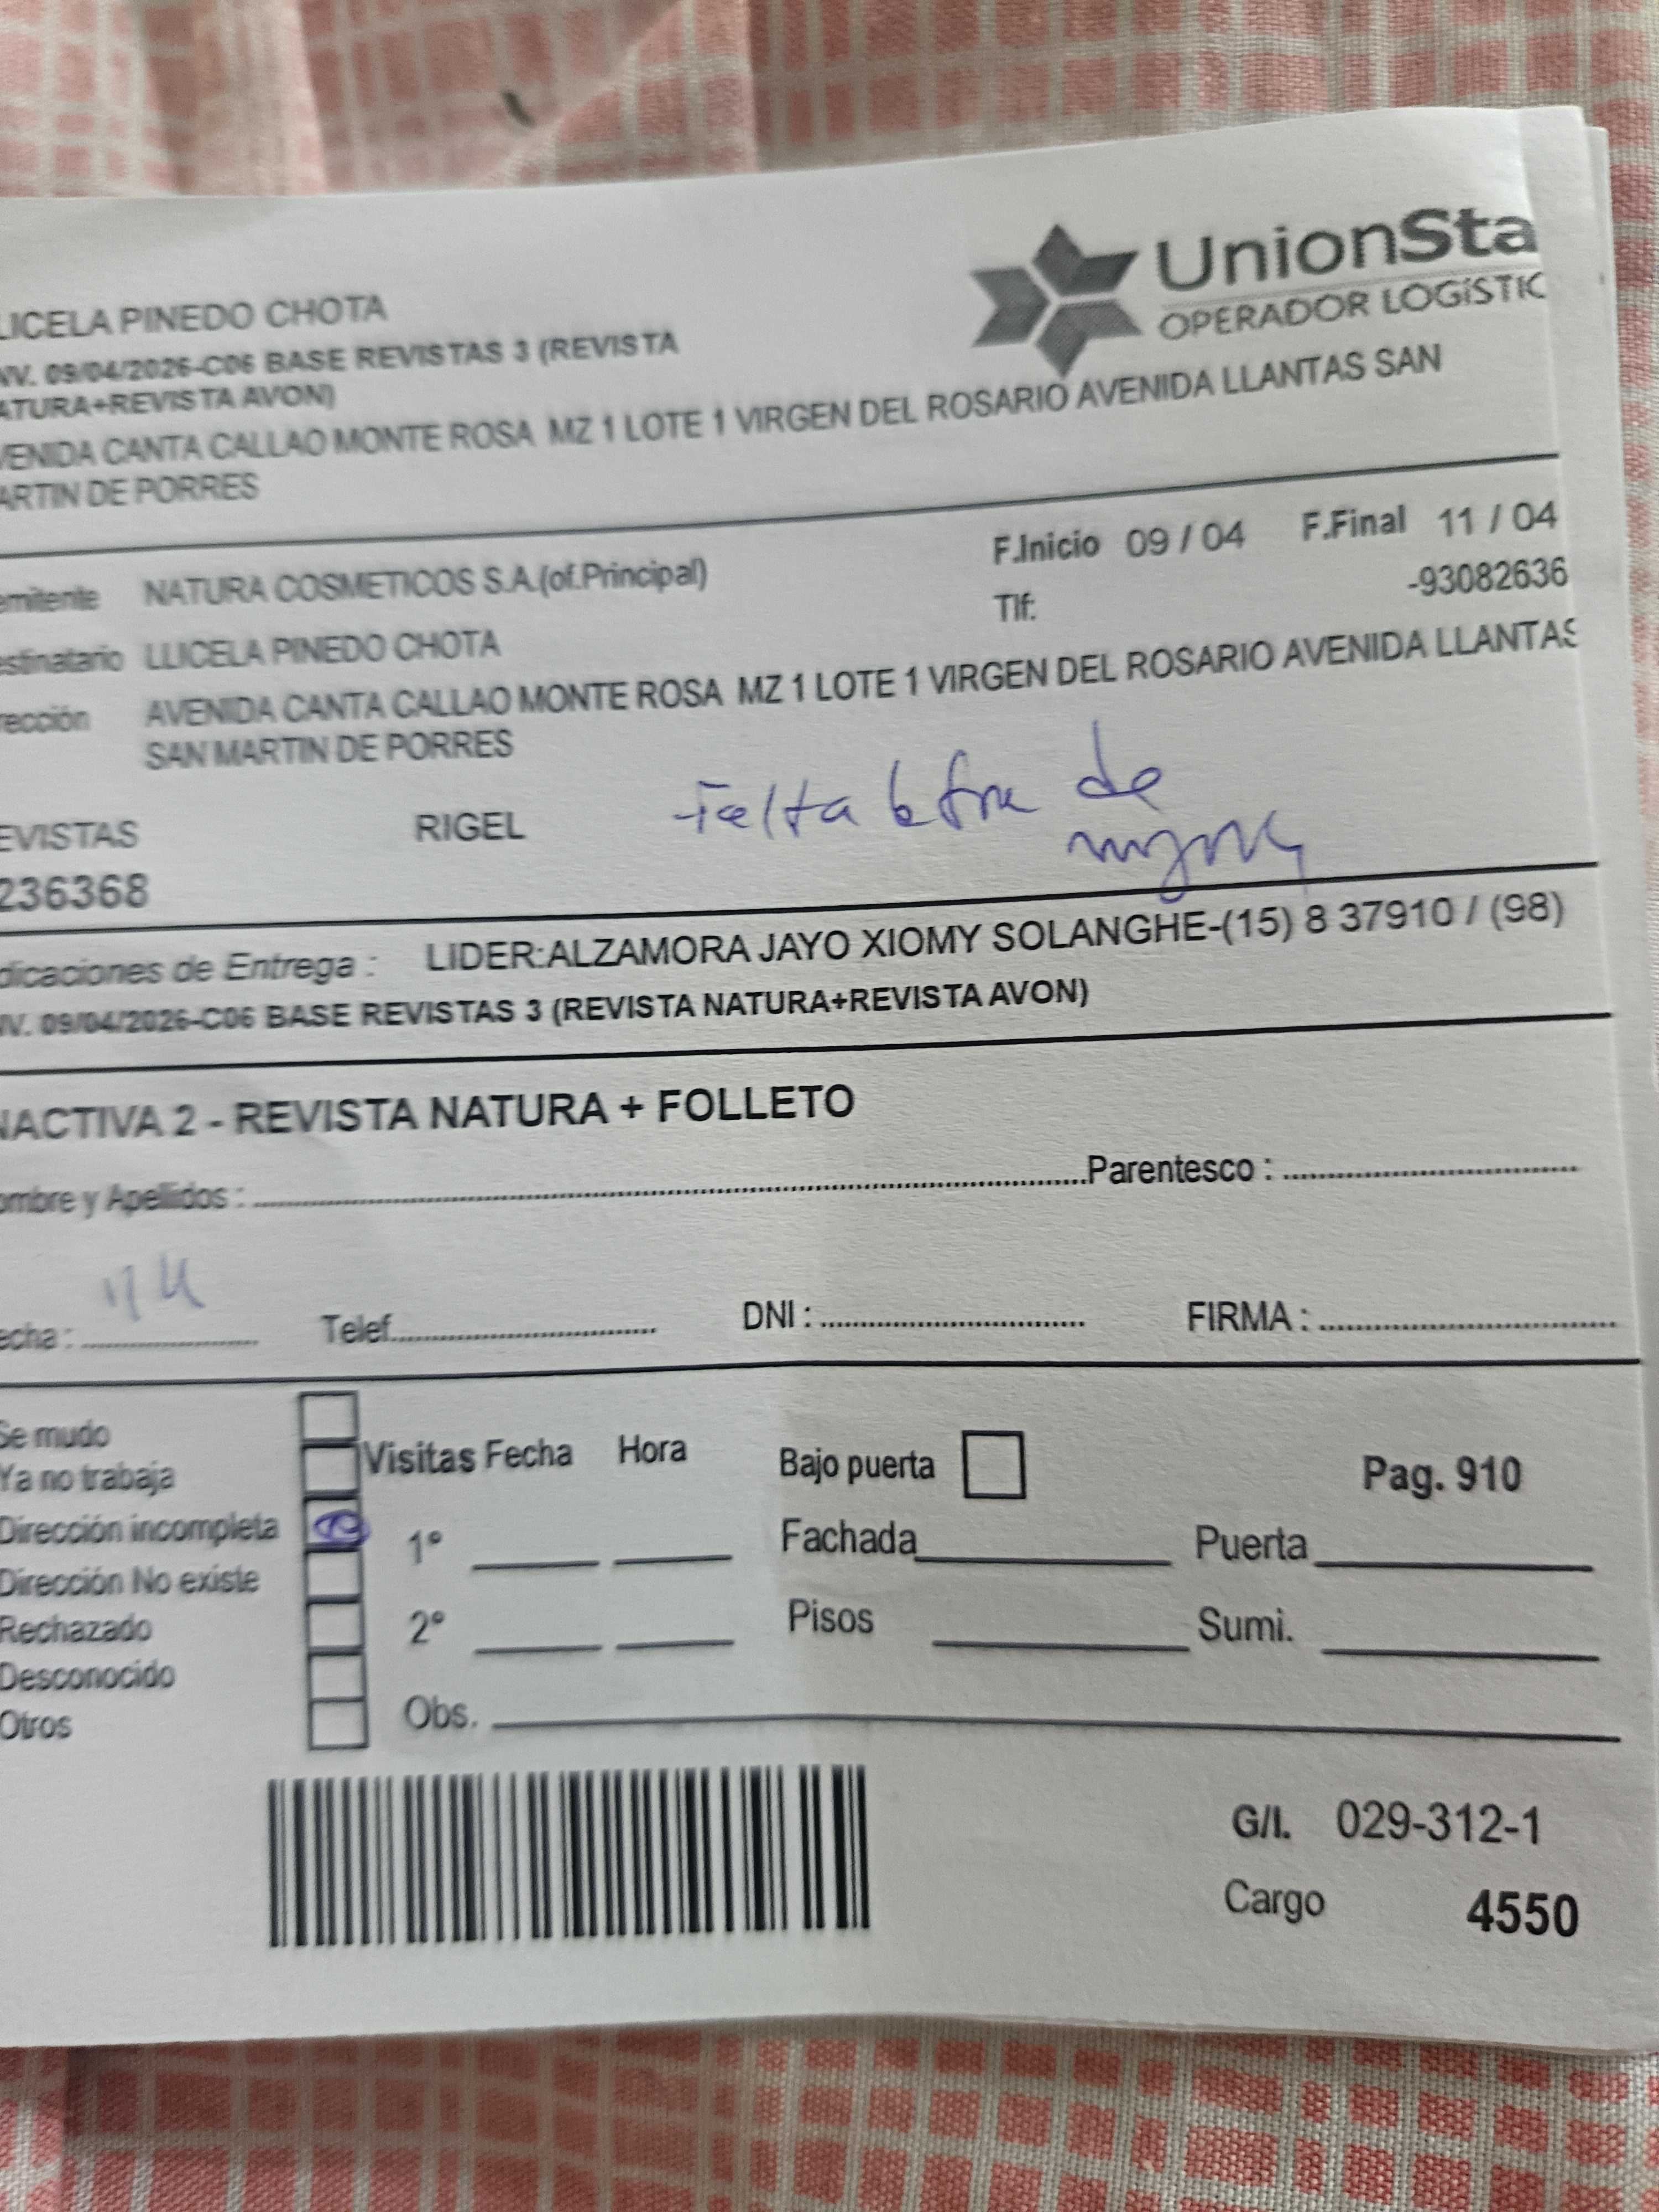 UnionSta
OPERADOR LOGÍSTIC
LICELA PINEDO CHOTA
NV. 09/04/2026-C06 BASE REVISTAS 3 (REVISTA
ATURA+REVISTA AVON)
VENIDA CANTA CALLAO MONTE ROSA MZ 1 LOTE 1 VIRGEN DEL ROSARIO AVENIDA LLANTAS SAN
ARTIN DE PORRES
F.Inicio 09 / 04 F.Final 11 / 04
emitente NATURA COSMETICOS S.A.(of.Principal)
Tlf: -93082636
estinatario LLICELA PINEDO CHOTA
rección AVENIDA CANTA CALLAO MONTE ROSA MZ 1 LOTE 1 VIRGEN DEL ROSARIO AVENIDA LLANTAS
SAN MARTIN DE PORRES
EVISTAS RIGEL Falta letra de
236368
dicaciones de Entrega : LIDER:ALZAMORA JAYO XIOMY SOLANGHE-(15) 8 37910 / (98)
NV. 09/04/2026-C06 BASE REVISTAS 3 (REVISTA NATURA+REVISTA AVON)
NACTIVA 2 - REVISTA NATURA + FOLLETO
ombre y Apellidos : Parentesco :
echa : Telef. DNI : FIRMA :
Se mudo
Ya no trabaja
Dirección incompleta
Dirección No existe
Rechazado
Desconocido
Otros
Visitas Fecha Hora
1°
2°
Obs.
Bajo puerta
Fachada
Pisos
Pag. 910
Puerta
Sumi.
G/I. 029-312-1
Cargo 4550